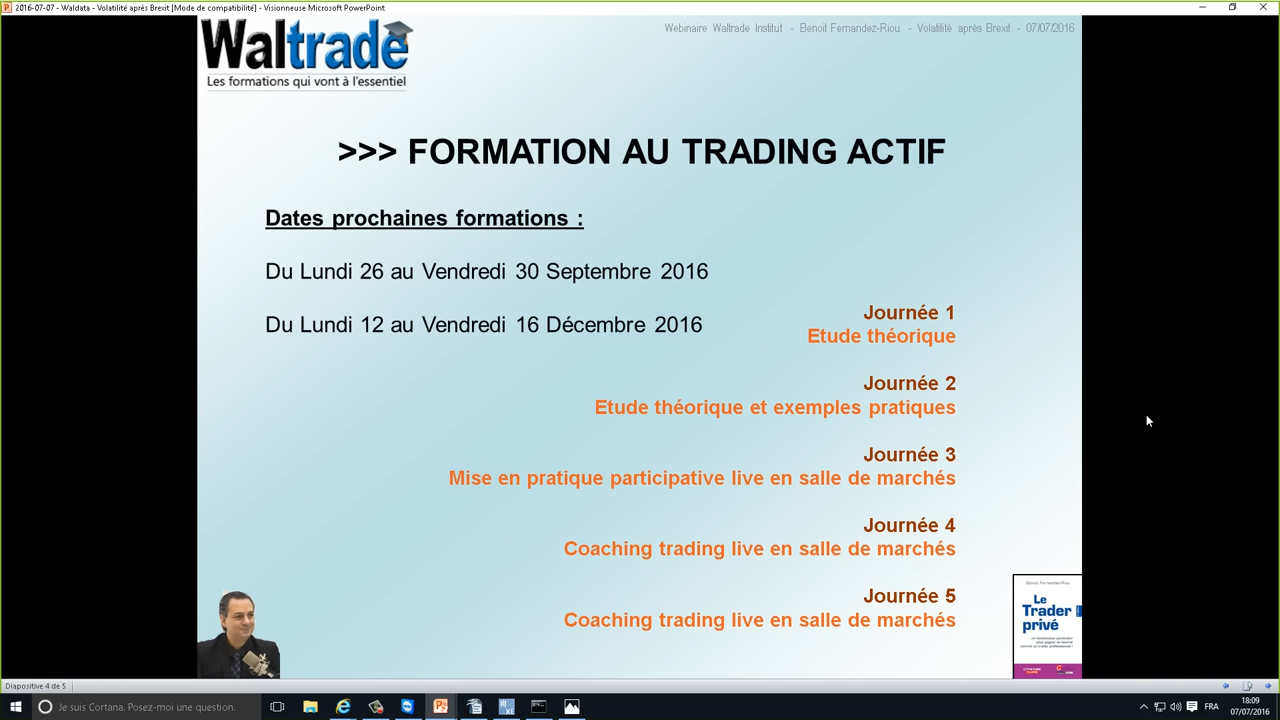 2016-07-07 - Waldata - Volatilité après Brexit [Mode de compatibilité] - Visionneuse Microsoft PowerPoint
Waltrade
Les formations qui vont à l'essentiel
Webinaire Waltrade Institut - Benoit Fernandez-Riou - Volatilité après Brexit - 07/07/2016
>>> FORMATION AU TRADING ACTIF
Dates prochaines formations :
Du Lundi 26 au Vendredi 30 Septembre 2016
Du Lundi 12 au Vendredi 16 Décembre 2016
Journée 1
Etude théorique
Journée 2
Etude théorique et exemples pratiques
Journée 3
Mise en pratique participative live en salle de marchés
Journée 4
Coaching trading live en salle de marchés
Journée 5
Coaching trading live en salle de marchés
Benoit Fernandez-Riou
Le
Trader
privé
Diapositive 4 de 5
Je suis Cortana. Posez-moi une question.
FRA
18:09
07/07/2016